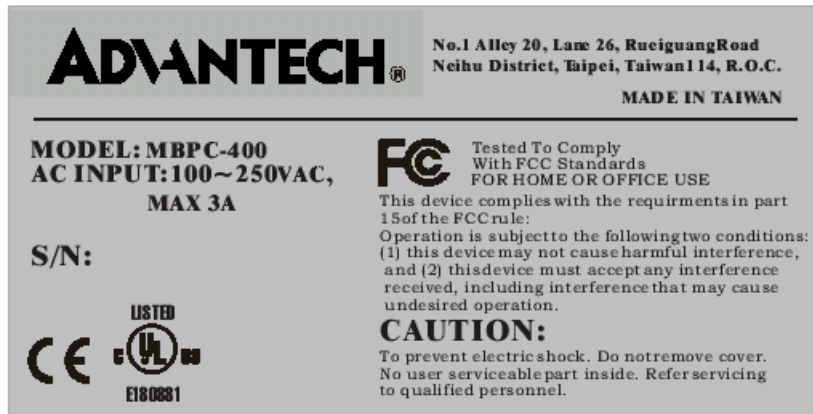 ADVANTECH®
No.1 Alley 20, Lane 26, RueiguangRoad
Neihu District, Taipei, Taiwan114, R.O.C.
MADE IN TAIWAN
MODEL: MBPC-400
AC INPUT:100~250VAC,
MAX 3A
S/N:
LISTED
CE
C UL US
E180881
FC
Tested To Comply
With FCC Standards
FOR HOME OR OFFICE USE
This device complies with the requirments in part
15of the FCC rule:
Operation is subjectto the following two conditions:
(1) this device may not cause harmful interference,
and (2) thisdevice must accept any interference
received, including interference that may cause
undesired operation.
CAUTION:
To prevent electric shock. Do notremove cover.
No user serviceable part inside. Refer servicing
to qualified personnel.